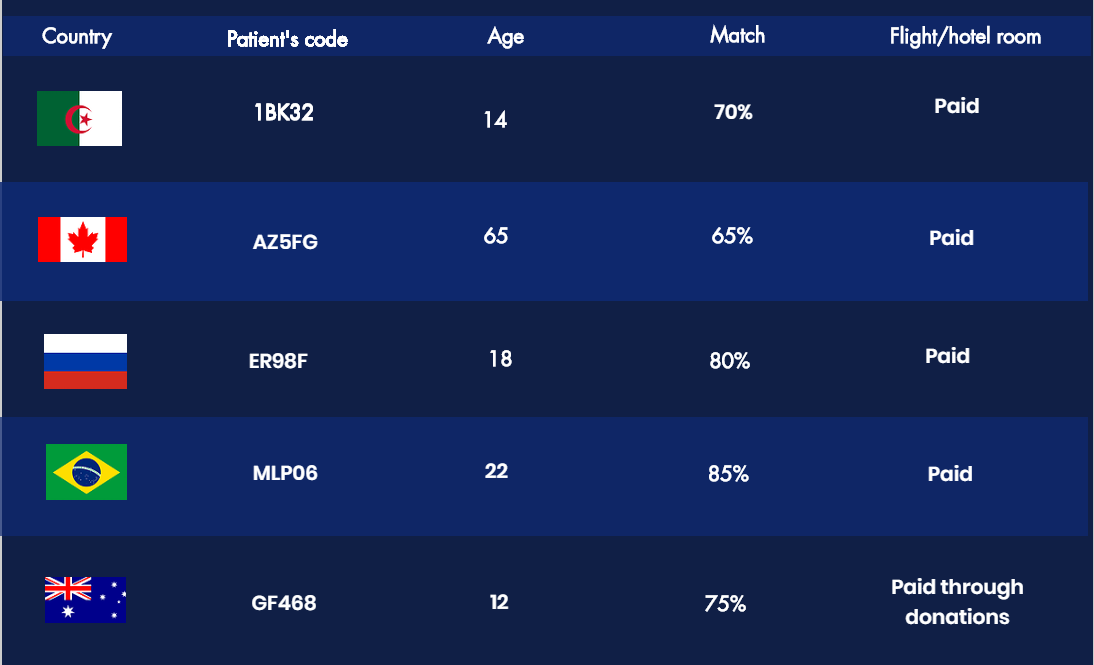 Country Patient's code Age Match Flight/hotel room
1BK32 14 70% Paid
AZ5FG 65 65% Paid
ER98F 18 80% Paid
MLP06 22 85% Paid
GF468 12 75% Paid through
donations